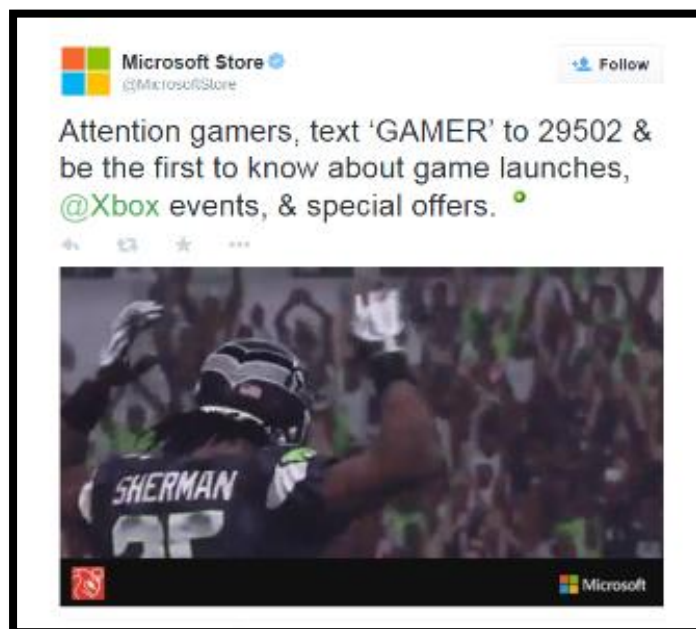 Microsoft Store
Follow
@MicrosoftStore
Attention gamers, text ‘GAMER’ to 29502 &
be the first to know about game launches,
@Xbox events, & special offers.
SHERMAN
25
Microsoft